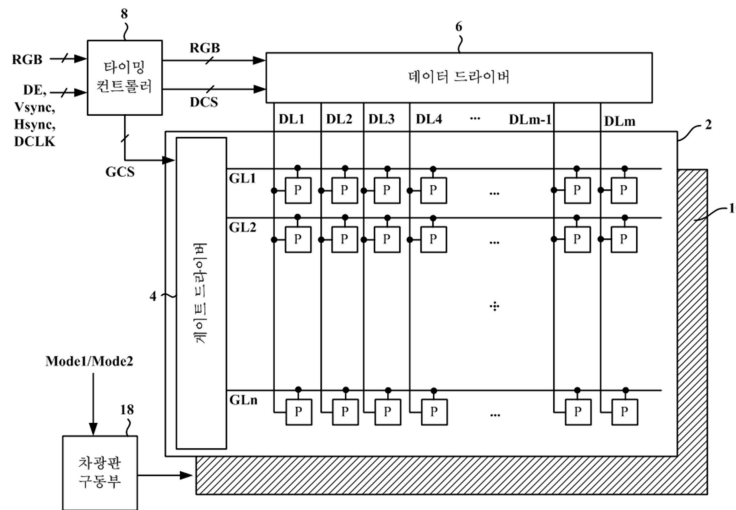 8
RGB
타이밍
컨트롤러
DE,
Vsync,
Hsync,
DCLK
RGB
DCS
GCS
6
데이터 드라이버
DL1 DL2 DL3 DL4 ... DLm-1 DLm
2
1
4
게이트 드라이버
GL1
P P P P ... P P
GL2
P P P P ... P P
GLn
P P P P ... P P
Mode1/Mode2
18
차광판
구동부